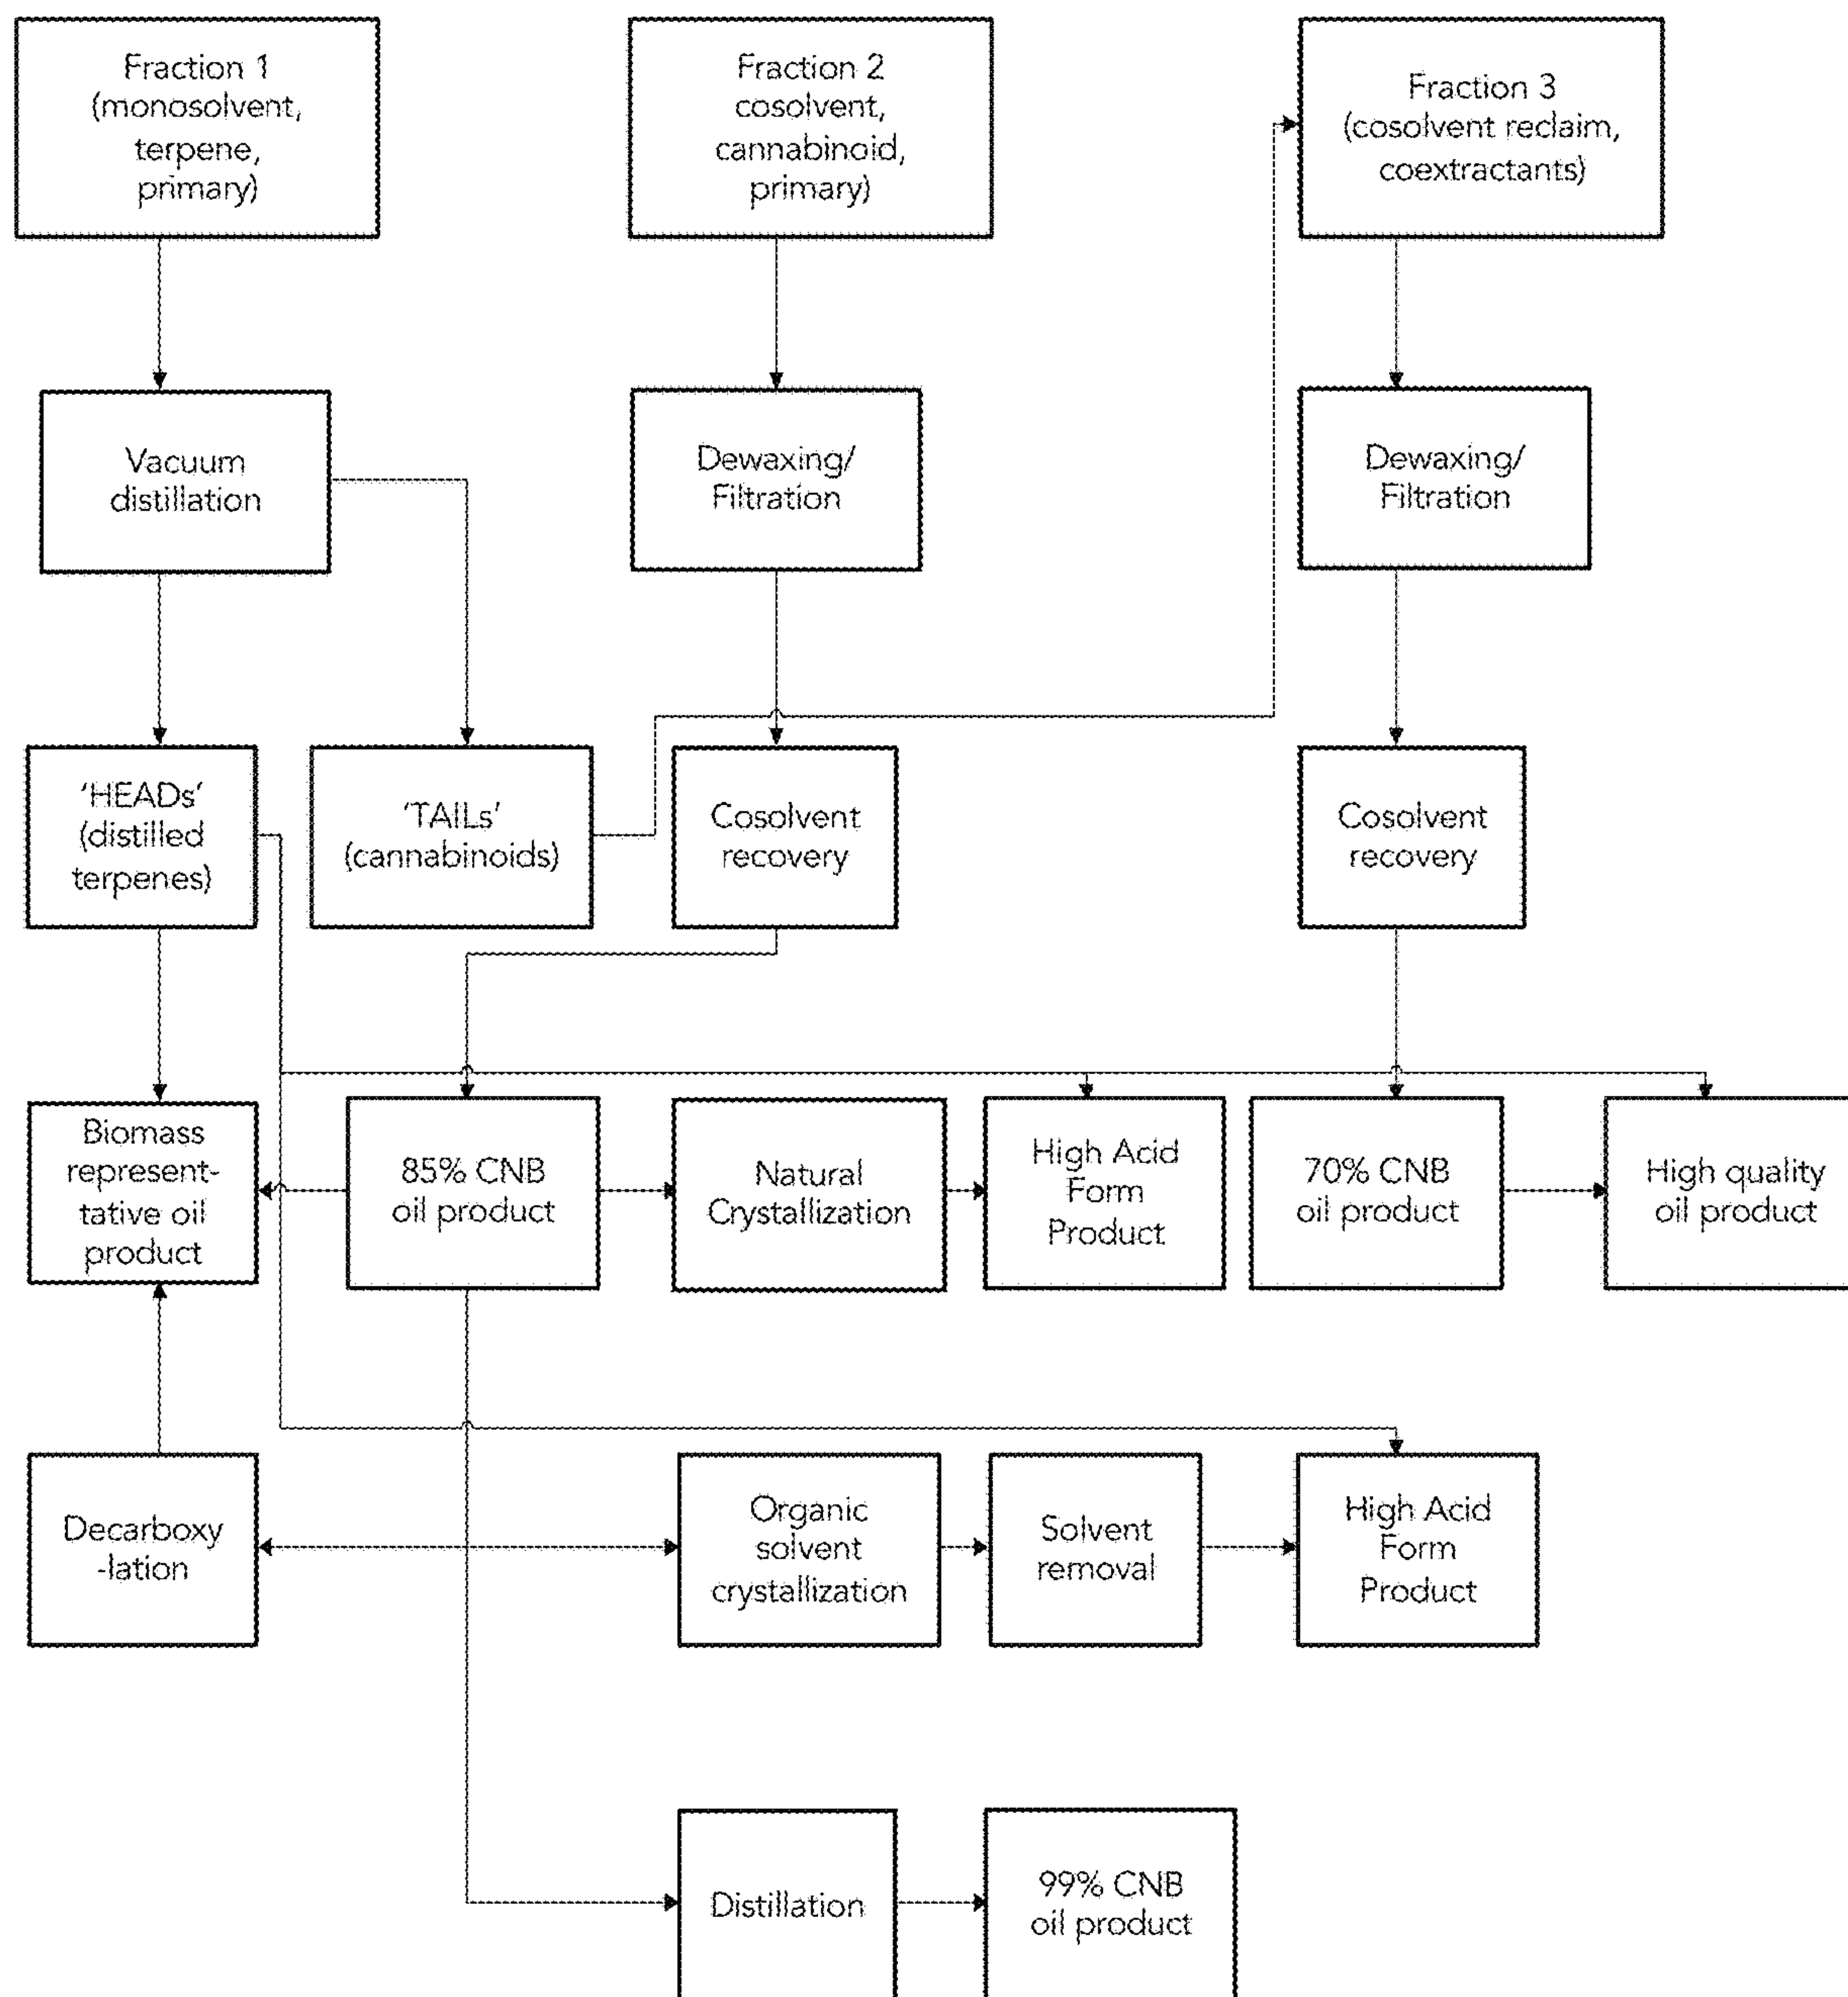 Fraction 1
(monosolvent,
terpene,
primary)
Fraction 2
cosolvent,
cannabinoid,
primary)
Fraction 3
(cosolvent reclaim,
coextractants)
Vacuum
distillation
Dewaxing/
Filtration
Dewaxing/
Filtration
'HEADs'
(distilled
terpenes)
'TAILs'
(cannabinoids)
Cosolvent
recovery
Cosolvent
recovery
Biomass
represent-
tative oil
product
85% CNB
oil product
Natural
Crystallization
High Acid
Form
Product
70% CNB
oil product
High quality
oil product
Decarboxy
-lation
Organic
solvent
crystallization
Solvent
removal
High Acid
Form
Product
Distillation
99% CNB
oil product